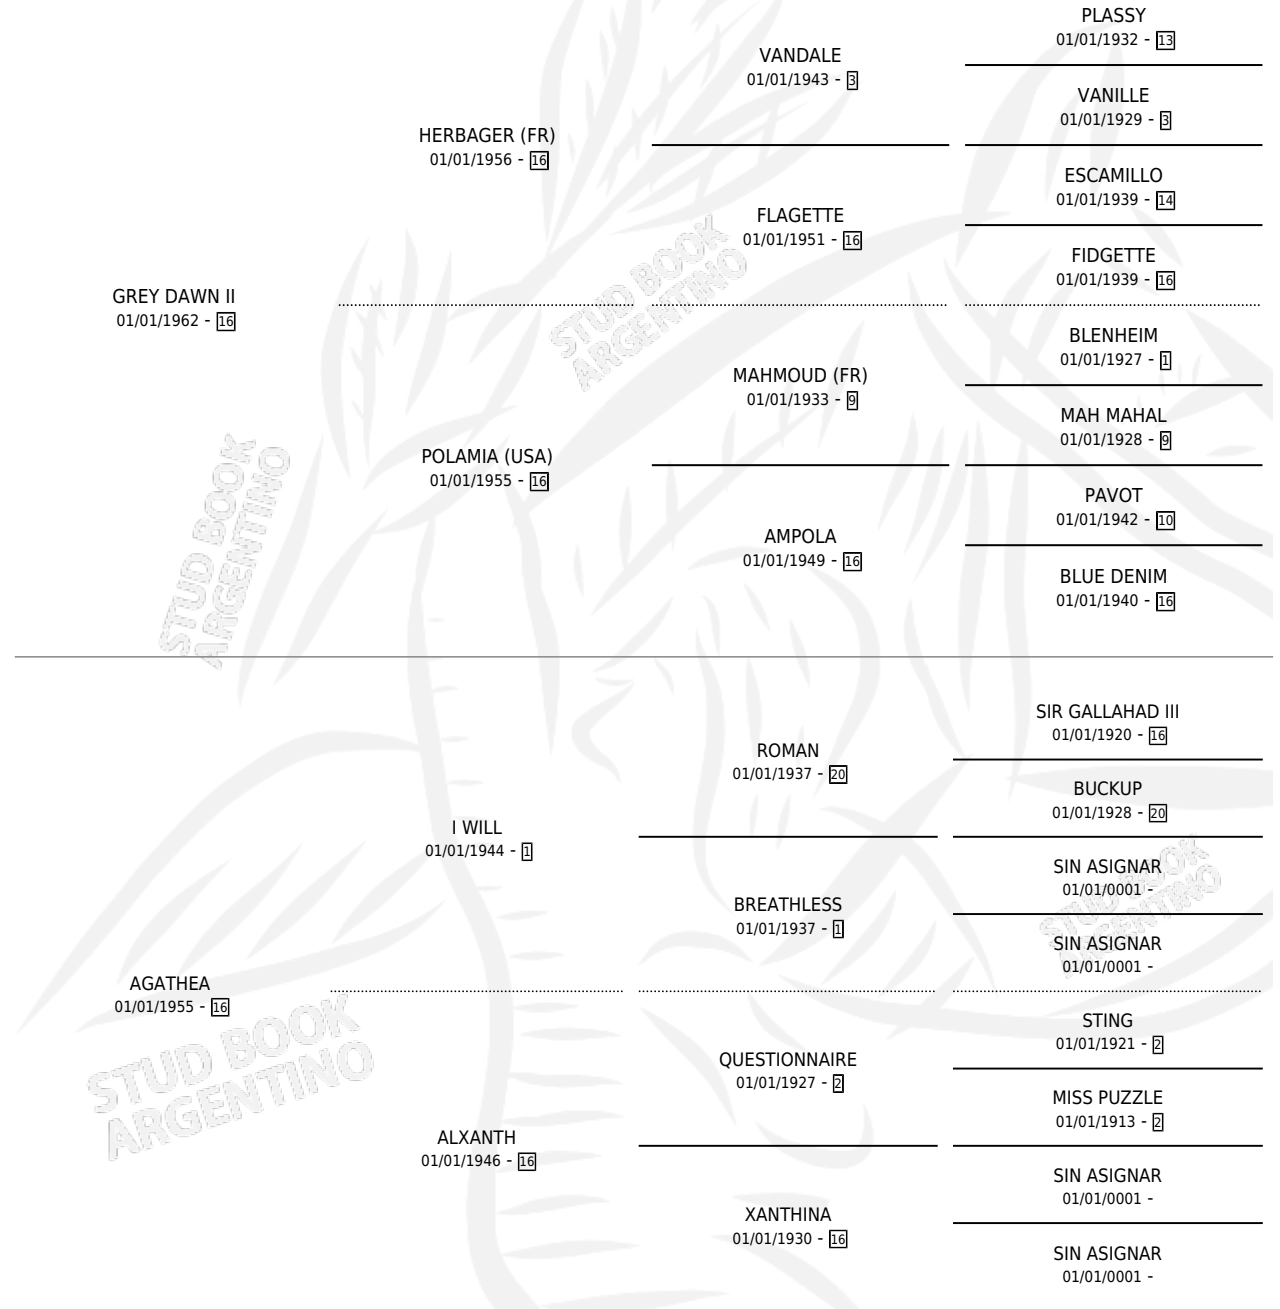 PLASSY
01/01/1932 - 13
VANDALE
01/01/1943 - 3
VANILLE
01/01/1929 - 3
HERBAGER (FR)
01/01/1956 - 16
ESCAMILLO
01/01/1939 - 14
FLAGETTE
01/01/1951 - 16
FIDGETTE
01/01/1939 - 16
GREY DAWN II
01/01/1962 - 16
BLENHEIM
01/01/1927 - 1
MAHMOUD (FR)
01/01/1933 - 9
MAH MAHAL
01/01/1928 - 9
POLAMIA (USA)
01/01/1955 - 16
PAVOT
01/01/1942 - 10
AMPOLA
01/01/1949 - 16
BLUE DENIM
01/01/1940 - 16
SIR GALLAHAD III
01/01/1920 - 16
ROMAN
01/01/1937 - 20
BUCKUP
01/01/1928 - 20
I WILL
01/01/1944 - 1
SIN ASIGNAR
01/01/0001 -
BREATHLESS
01/01/1937 - 1
SIN ASIGNAR
01/01/0001 -
AGATHEA
01/01/1955 - 16
STING
01/01/1921 - 2
QUESTIONNAIRE
01/01/1927 - 2
MISS PUZZLE
01/01/1913 - 2
ALXANTH
01/01/1946 - 16
SIN ASIGNAR
01/01/0001 -
XANTHINA
01/01/1930 - 16
SIN ASIGNAR
01/01/0001 -
STUD BOOK
ARGENTINO
STUD BOOK
ARGENTINO
STUD BOOK
ARGENTINO
STUD BOOK
ARGENTINO